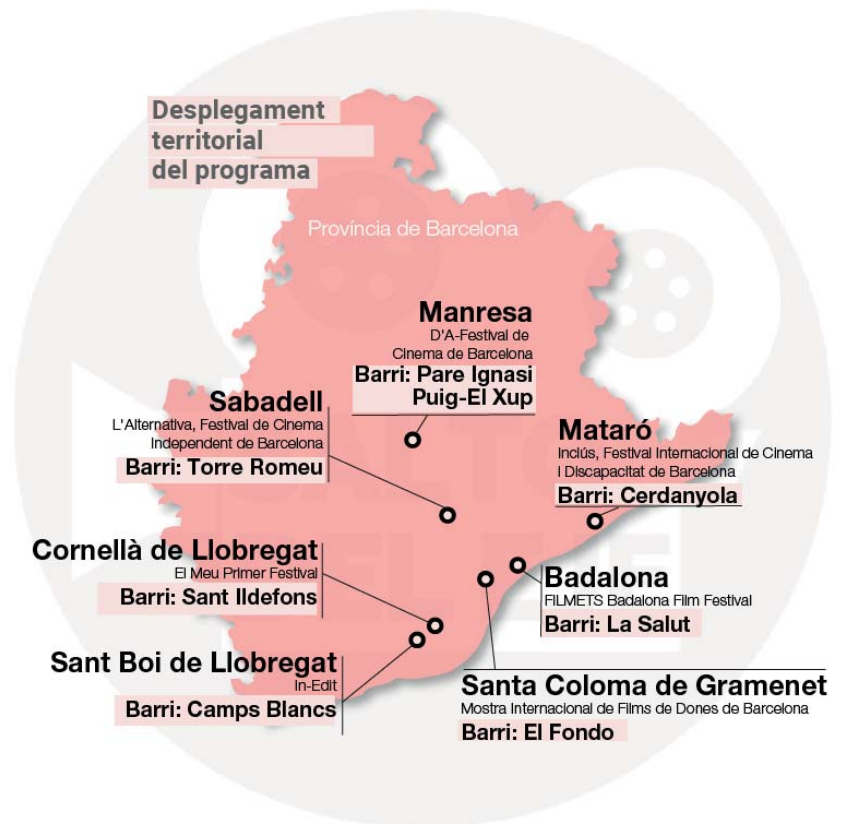 Desplegament
territorial
del programa
Província de Barcelona
Manresa
D'A-Festival de
Cinema de Barcelona
Barri: Pare Ignasi
Puig-El Xup
Sabadell
L'Alternativa, Festival de Cinema
Independent de Barcelona
Barri: Torre Romeu
Mataró
Inclús, Festival Internacional de Cinema
i Discapacitat de Barcelona
Barri: Cerdanyola
Cornellà de Llobregat
El Meu Primer Festival
Barri: Sant Ildefons
Badalona
FILMETS Badalona Film Festival
Barri: La Salut
Sant Boi de Llobregat
In-Edit
Barri: Camps Blancs
Santa Coloma de Gramenet
Mostra Internacional de Films de Dones de Barcelona
Barri: El Fondo